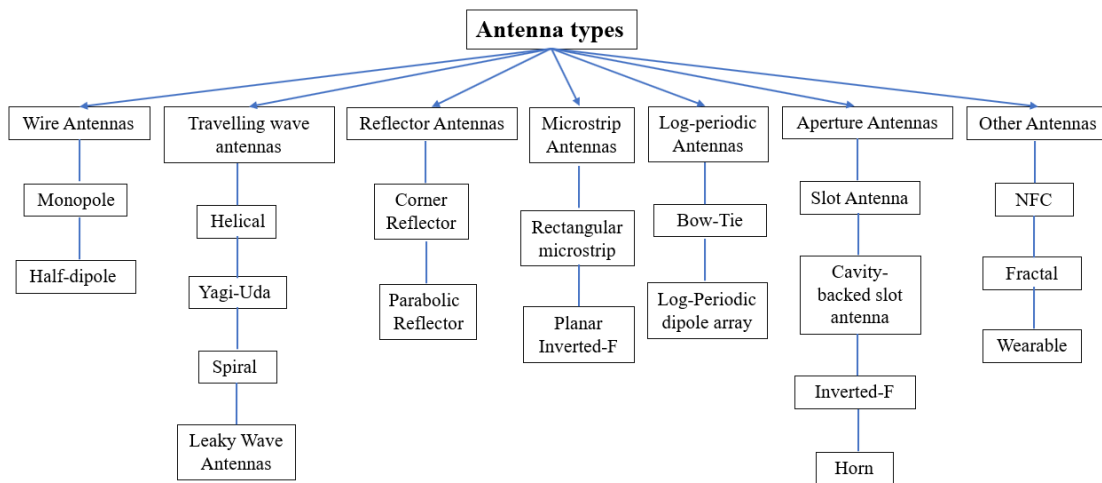 Antenna types
Wire Antennas
Monopole
Half-dipole
Travelling wave
antennas
Helical
Yagi-Uda
Spiral
Leaky Wave
Antennas
Reflector Antennas
Corner
Reflector
Parabolic
Reflector
Microstrip
Antennas
Rectangular
microstrip
Planar
Inverted-F
Log-periodic
Antennas
Bow-Tie
Log-Periodic
dipole array
Aperture Antennas
Slot Antenna
Cavity-
backed slot
antenna
Inverted-F
Horn
Other Antennas
NFC
Fractal
Wearable